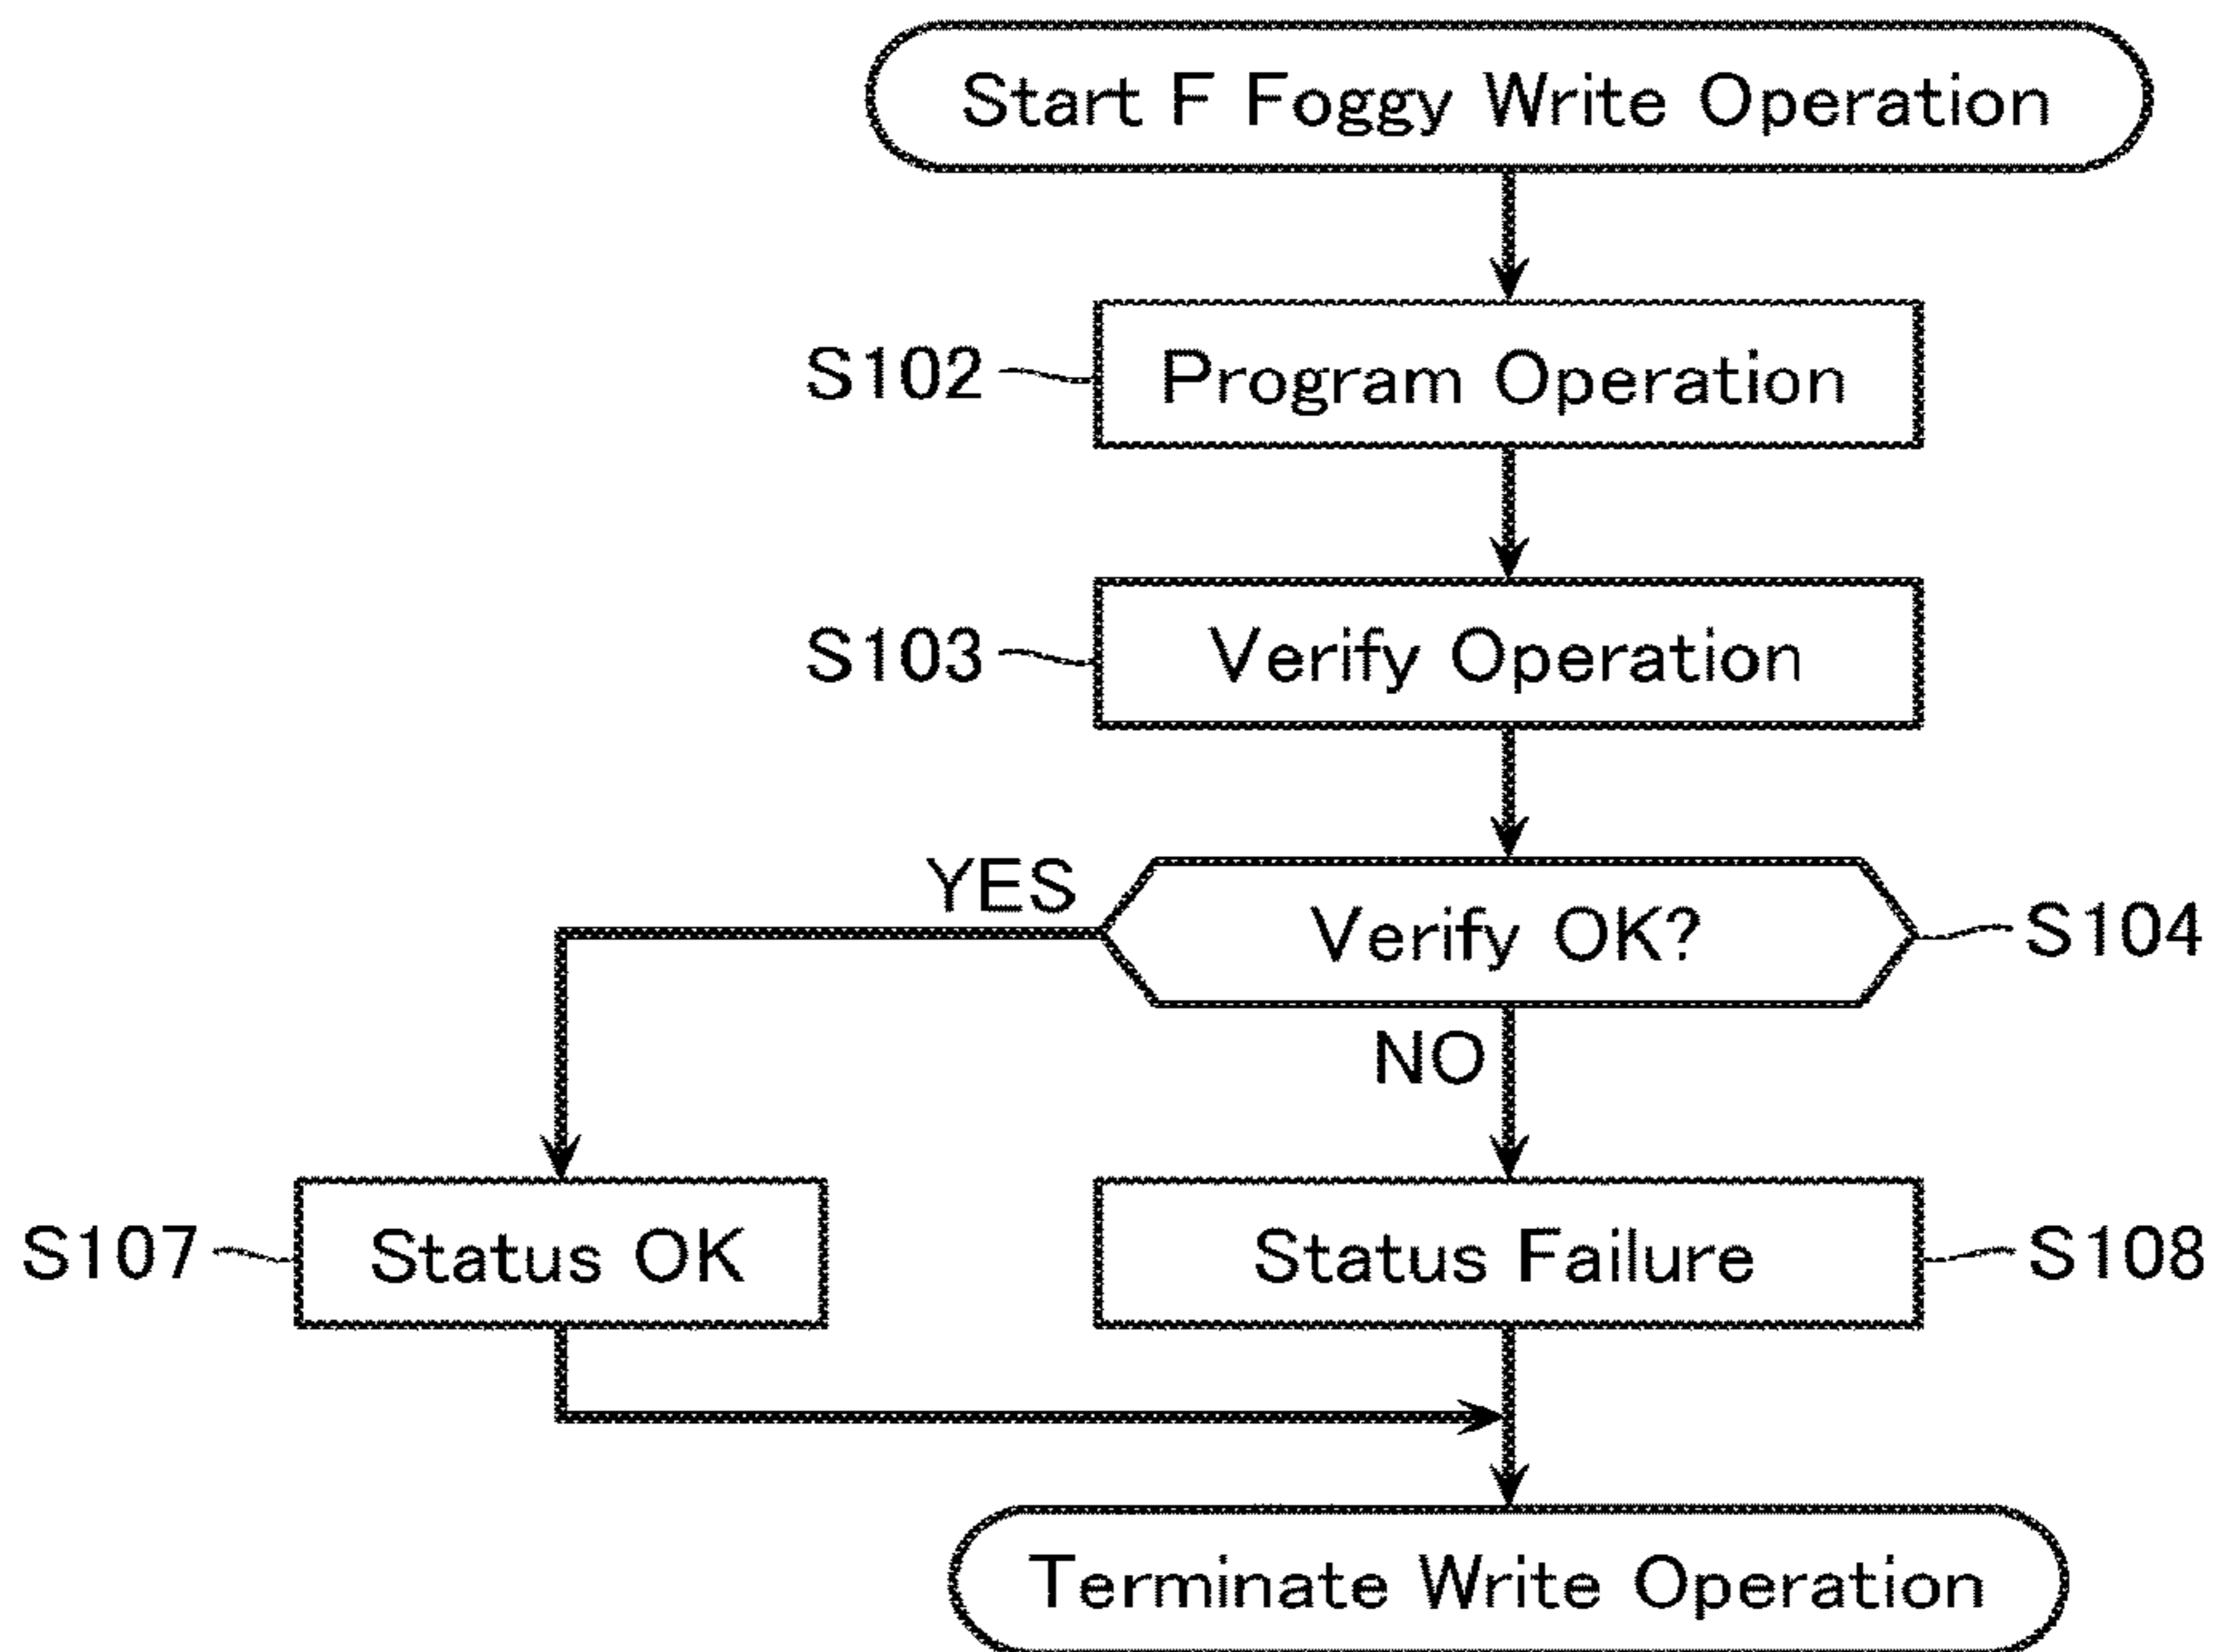 Start F Foggy Write Operation
S102
Program Operation
S103
Verify Operation
YES
Verify OK?
S104
NO
S107
Status OK
Status Failure
S108
Terminate Write Operation